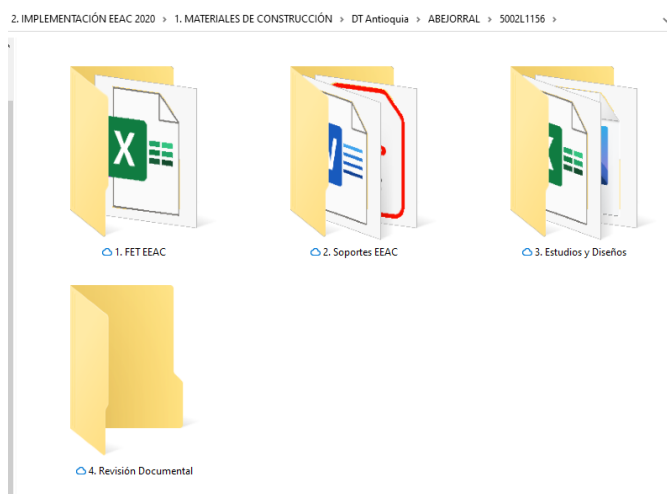 2. IMPLEMENTACIÓN EEAC 2020 > 1. MATERIALES DE CONSTRUCCIÓN > DT Antioquia > ABEJORRAL > 5002L1156 >
1. FET EEAC
2. Soportes EEAC
3. Estudios y Diseños
4. Revisión Documental